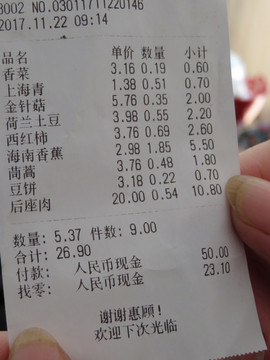 8002 NO.03011711220146
2017.11.22 09:14
品名 单价 数量 小计
香菜 3.16 0.19 0.60
上海青 1.38 0.51 0.70
金针菇 5.76 0.35 2.00
荷兰土豆 3.98 0.55 2.20
西红柿 3.76 0.69 2.60
海南香蕉 2.98 1.85 5.50
茼蒿 3.76 0.48 1.80
豆饼 3.18 0.22 0.70
后座肉 20.00 0.54 10.80
数量: 5.37 件数: 9.00
合计: 26.90
付款: 人民币现金 50.00
找零: 人民币现金 23.10
谢谢惠顾!
欢迎下次光临